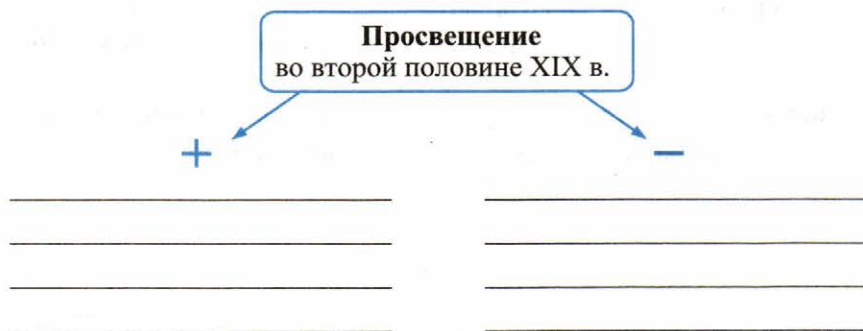 Просвещение
во второй половине XIX в.
+
−